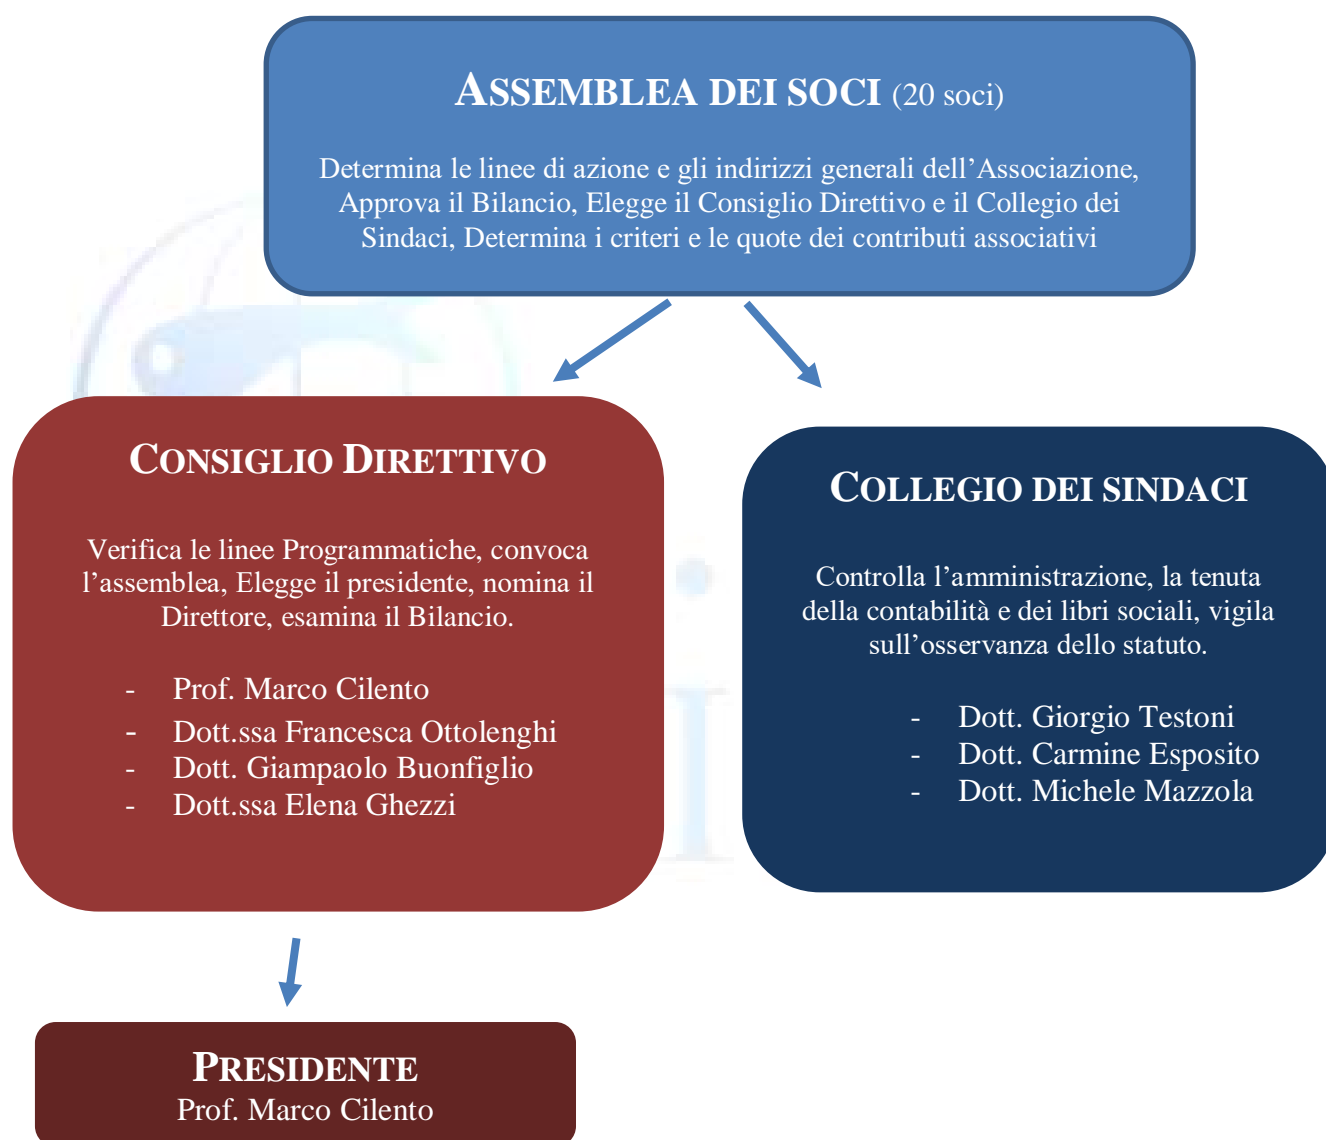 ASSEMBLEA DEI SOCI (20 soci)
Determina le linee di azione e gli indirizzi generali dell’Associazione,
Approva il Bilancio, Elegge il Consiglio Direttivo e il Collegio dei
Sindaci, Determina i criteri e le quote dei contributi associativi
CONSIGLIO DIRETTIVO
Verifica le linee Programmatiche, convoca
l’assemblea, Elegge il presidente, nomina il
Direttore, esamina il Bilancio.
- Prof. Marco Cilento
- Dott.ssa Francesca Ottolenghi
- Dott. Giampaolo Buonfiglio
- Dott.ssa Elena Ghezzi
COLLEGIO DEI SINDACI
Controlla l’amministrazione, la tenuta
della contabilità e dei libri sociali, vigila
sull’osservanza dello statuto.
- Dott. Giorgio Testoni
- Dott. Carmine Esposito
- Dott. Michele Mazzola
PRESIDENTE
Prof. Marco Cilento